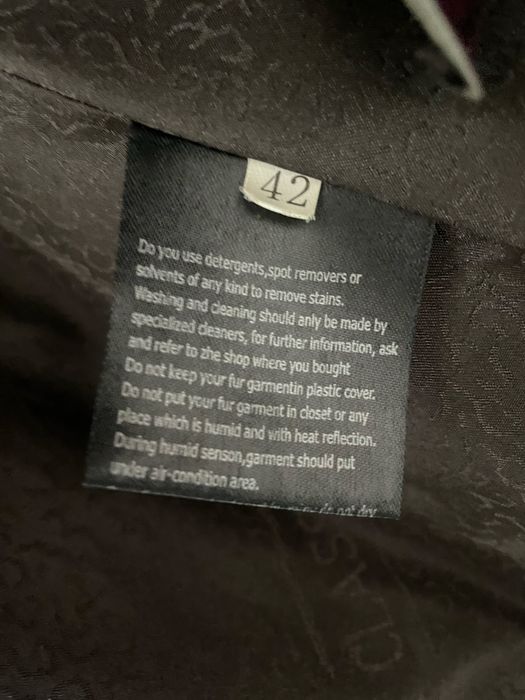 42
Do you use detergents,spot removers or
solvents of any kind to remove stains.
Washing and cleaning should anly be made by
specialized cleaners, for further information, ask
and refer to zhe shop where you bought
Do not keep your fur garmentin plastic cover.
Do not put your fur garment in closet or any
place which is humid and with heat reflection.
During humid senson,garment should put
under air-condition area.
do not dry